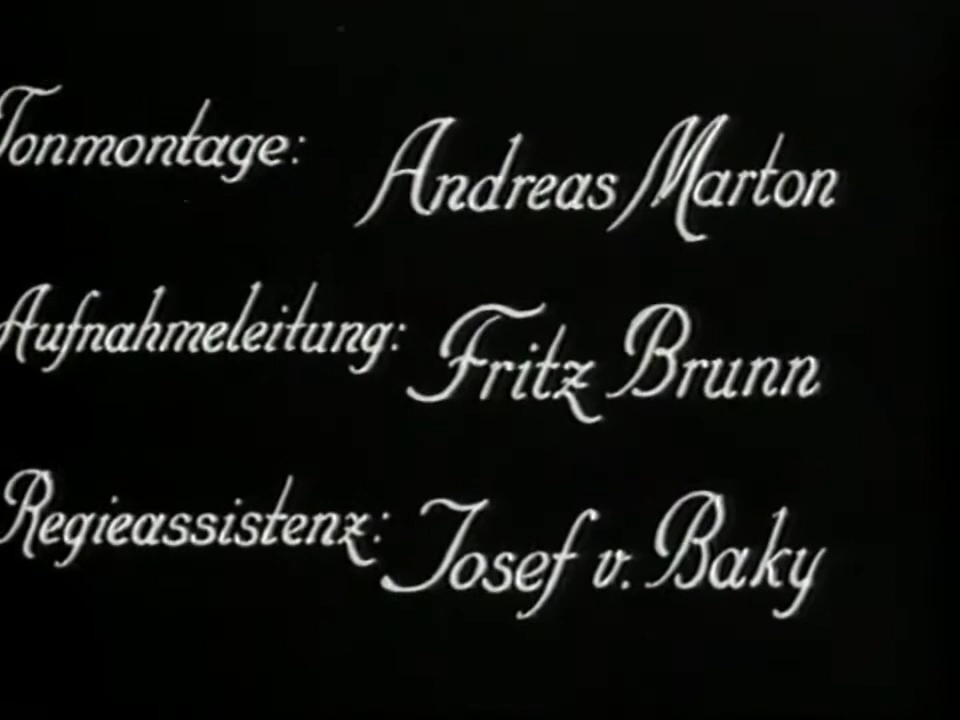 Tonmontage: Andreas Marton
Aufnahmeleitung: Fritz Brunn
Regieassistenz: Josef v. Baky